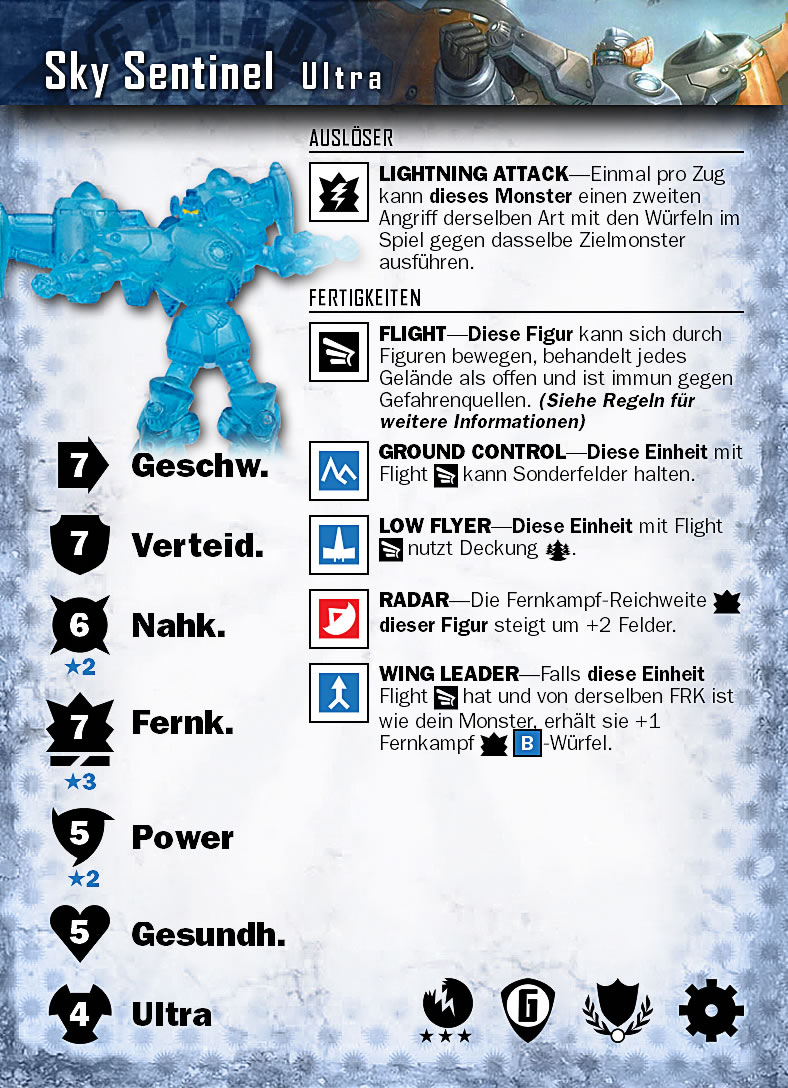 Sky Sentinel Ultra
AUSLÖSER
LIGHTNING ATTACK—Einmal pro Zug
kann dieses Monster einen zweiten
Angriff derselben Art mit den Würfeln im
Spiel gegen dasselbe Zielmonster
ausführen.
FERTIGKEITEN
FLIGHT—Diese Figur kann sich durch
Figuren bewegen, behandelt jedes
Gelände als offen und ist immun gegen
Gefahrenquellen. (Siehe Regeln für
weitere Informationen)
GROUND CONTROL—Diese Einheit mit
Flight kann Sonderfelder halten.
LOW FLYER—Diese Einheit mit Flight
nutzt Deckung .
RADAR—Die Fernkampf-Reichweite
dieser Figur steigt um +2 Felder.
WING LEADER—Falls diese Einheit
Flight hat und von derselben FRK ist
wie dein Monster, erhält sie +1
Fernkampf B -Würfel.
7 Geschw.
7 Verteid.
6 Nahk.
★2
7 Fernk.
★3
5 Power
★2
5 Gesundh.
4 Ultra
★★★
G